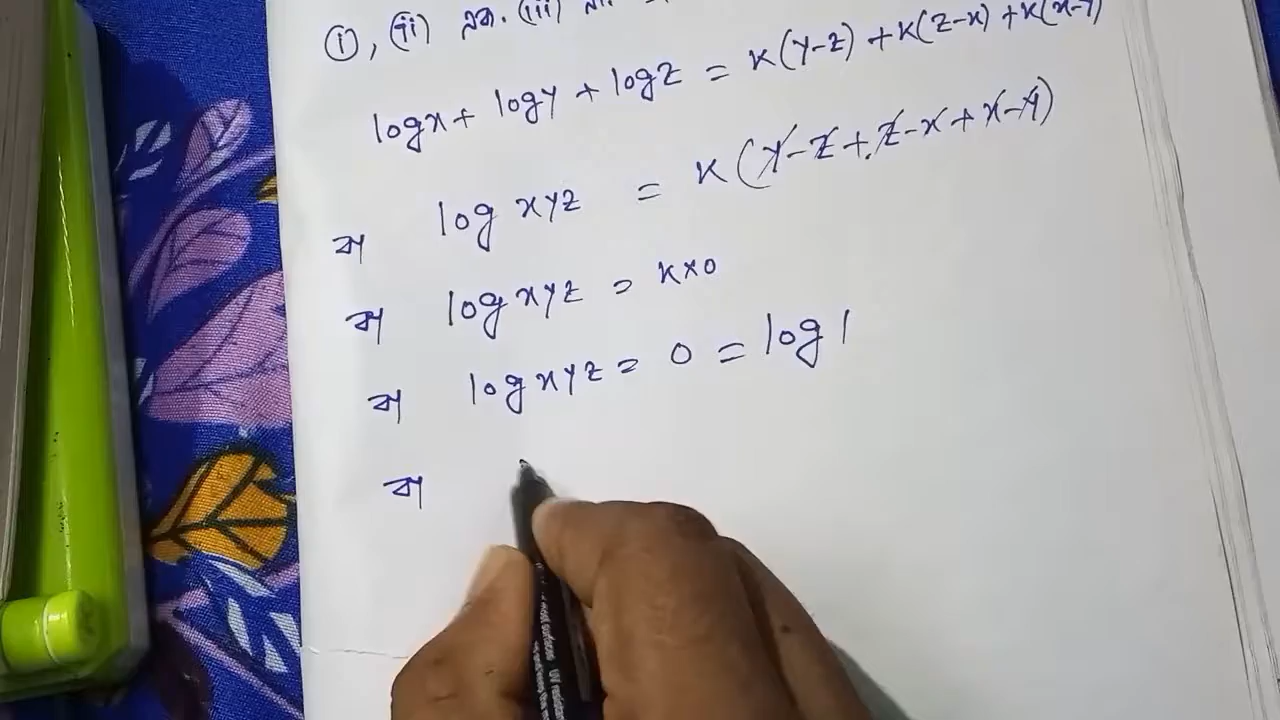 (i), (ii) এবং (iii)
log x + log y + log z = K(y-z) + K(z-x) + K(x-y)
বা log xyz = K(y-z+z-x+x-y)
বা log xyz = K×0
বা log xyz = 0 = log 1
বা